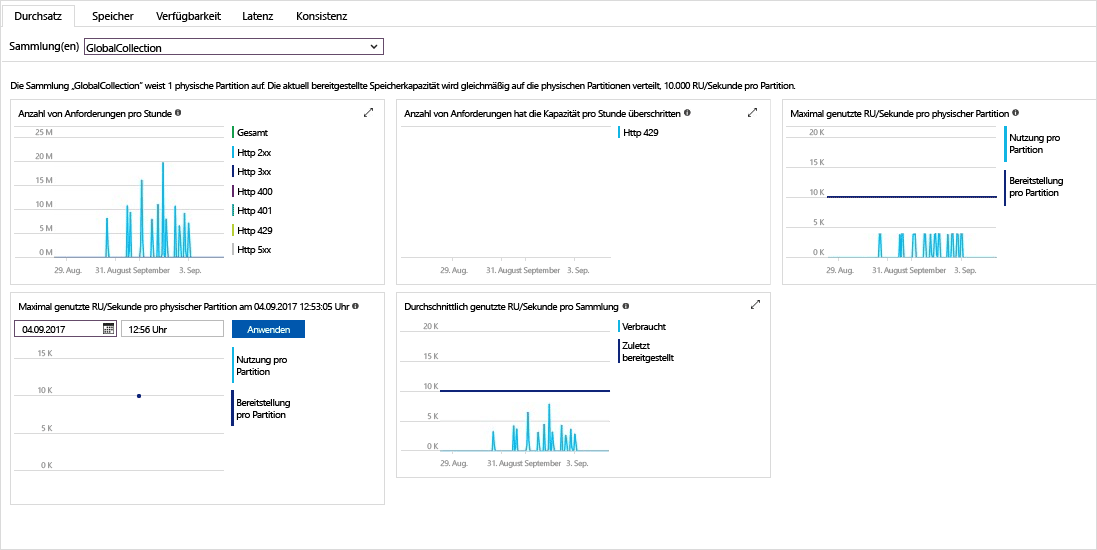 Durchsatz Speicher Verfügbarkeit Latenz Konsistenz
Sammlung(en) GlobalCollection
Die Sammlung „GlobalCollection“ weist 1 physische Partition auf. Die aktuell bereitgestellte Speicherkapazität wird gleichmäßig auf die physischen Partitionen verteilt, 10.000 RU/Sekunde pro Partition.
Anzahl von Anforderungen pro Stunde
25 M
20 M
15 M
10 M
5 M
0 M
29. Aug. 31. August September 3. Sep.
Gesamt
Http 2xx
Http 3xx
Http 400
Http 401
Http 429
Http 5xx
Anzahl von Anforderungen hat die Kapazität pro Stunde überschritten
Http 429
29. Aug. 31. August September 3. Sep.
Maximal genutzte RU/Sekunde pro physischer Partition
20 K
15 K
10 K
5 K
0 K
29. Aug. 31. August September 3. Sep.
Nutzung pro
Partition
Bereitstellung
pro Partition
Maximal genutzte RU/Sekunde pro physischer Partition am 04.09.2017 12:53:05 Uhr
04.09.2017 12:56 Uhr Anwenden
15 K
10 K
5 K
0 K
Nutzung pro
Partition
Bereitstellung
pro Partition
Durchschnittlich genutzte RU/Sekunde pro Sammlung
20 K
15 K
10 K
5 K
0 K
29. Aug. 31. August September 3. Sep.
Verbraucht
Zuletzt
bereitgestellt